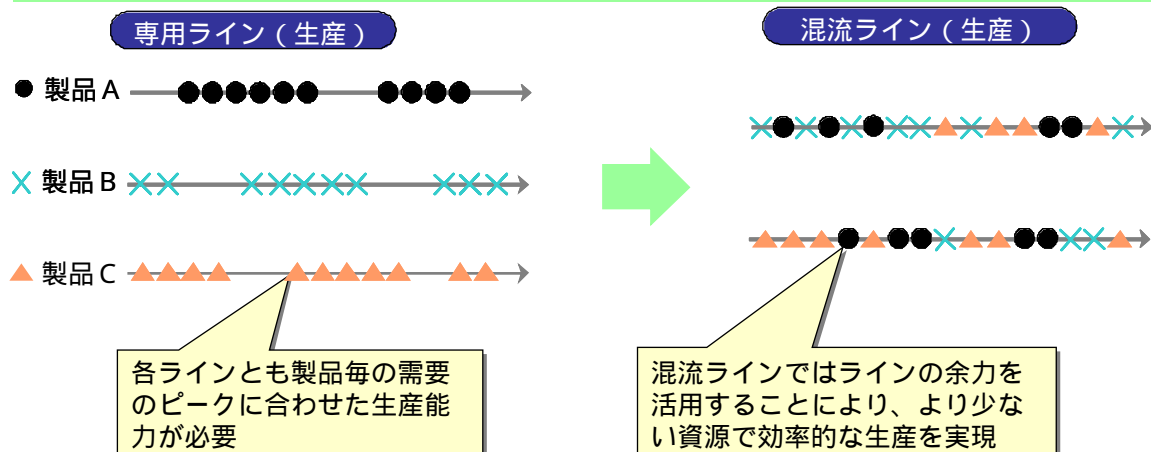 専用ライン（生産）
混流ライン（生産）
製品A
製品B
製品C
各ラインとも製品毎の需要
のピークに合わせた生産能
力が必要
混流ラインではラインの余力を
活用することにより、より少な
い資源で効率的な生産を実現